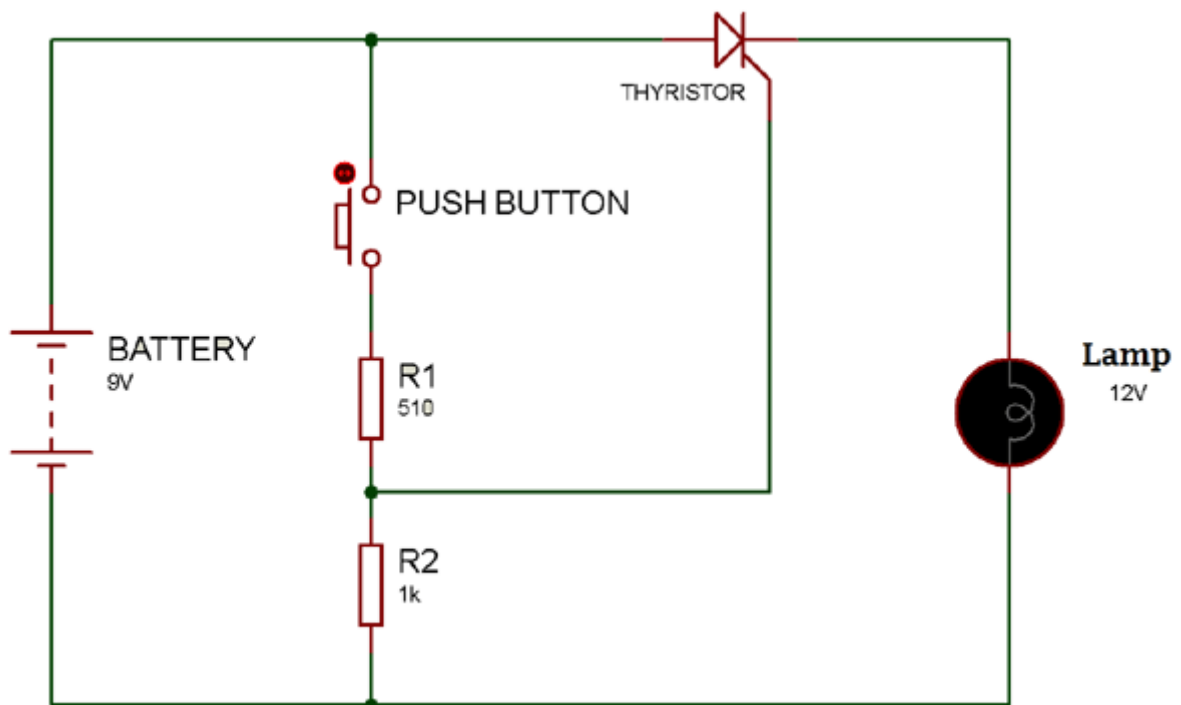 THYRISTOR
PUSH BUTTON
BATTERY
9V
Lamp
12V
R1
510
R2
1k